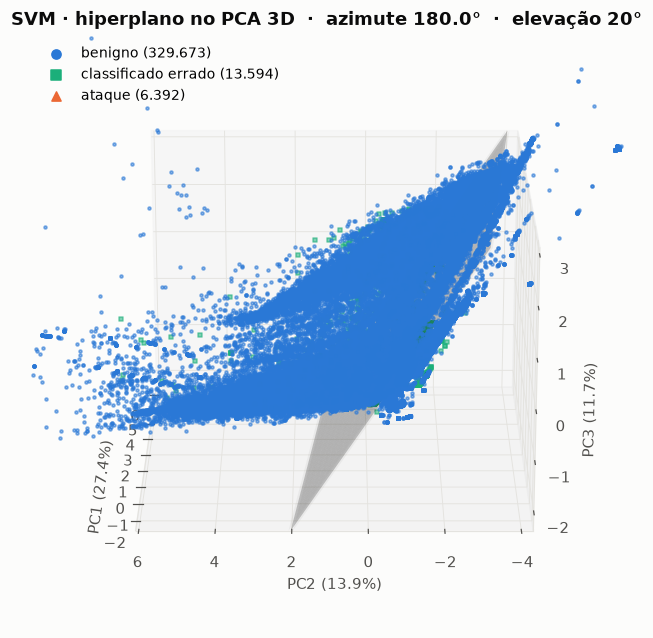 SVM · hiperplano no PCA 3D · azimute 180.0° · elevação 20°
benigno (329.673)
classificado errado (13.594)
ataque (6.392)
3
2
1
0
−1
−2
PC3 (11.7%)
5
4
3
2
1
0
−1
−2
PC1 (27.4%)
6
4
2
0
−2
−4
PC2 (13.9%)